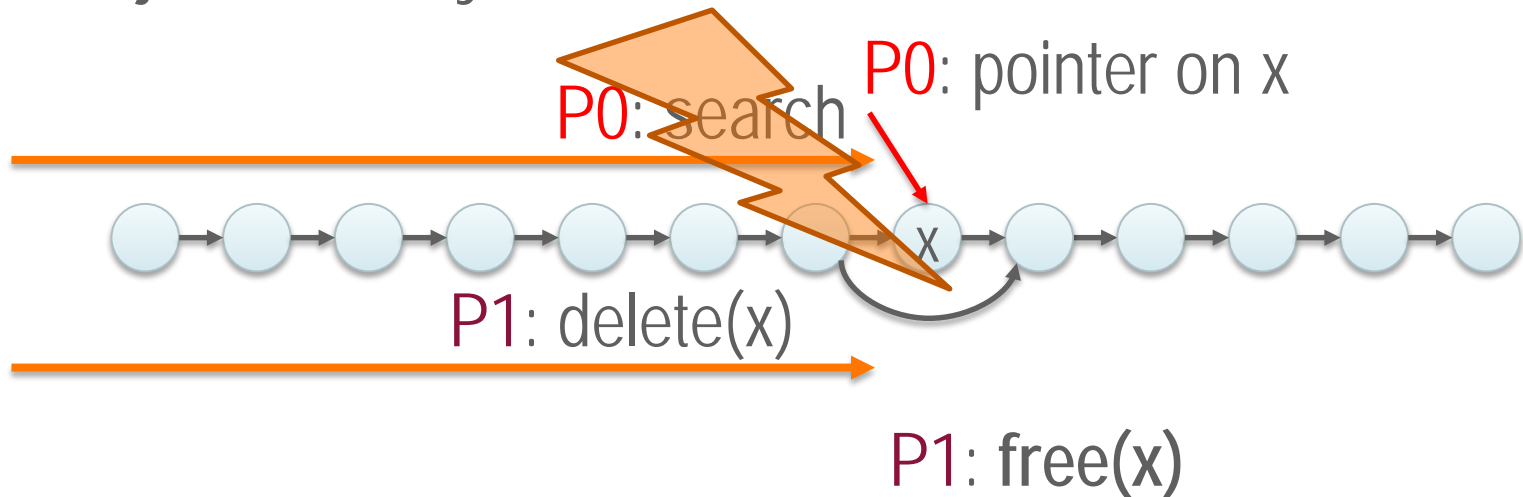 P0: pointer on x
P0: search
x
P1: delete(x)
P1: free(x)